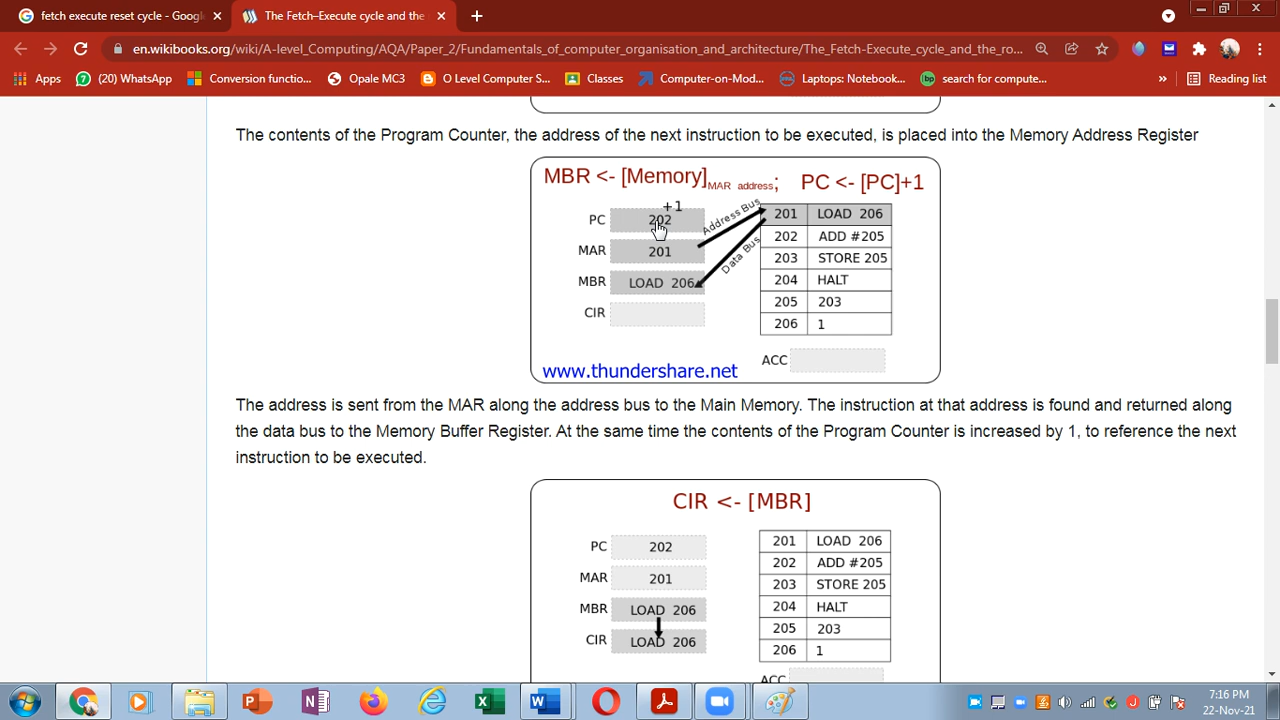 fetch execute reset cycle - Goog
The Fetch–Execute cycle and the
en.wikibooks.org/wiki/A-level_Computing/AQA/Paper_2/Fundamentals_of_computer_organisation_and_architecture/The_Fetch-Execute_cycle_and_the_ro...
Apps
(20) WhatsApp
Conversion functio...
Opale MC3
O Level Computer S...
Classes
Computer-on-Mod...
Laptops: Notebook...
bp
search for compute...
»
Reading list
The contents of the Program Counter, the address of the next instruction to be executed, is placed into the Memory Address Register
MBR <- [Memory]MAR address; PC <- [PC]+1
+1
PC 202
MAR 201
MBR LOAD 206
CIR
Address Bus
Data Bus
201 LOAD 206
202 ADD #205
203 STORE 205
204 HALT
205 203
206 1
ACC
www.thundershare.net
The address is sent from the MAR along the address bus to the Main Memory. The instruction at that address is found and returned along
the data bus to the Memory Buffer Register. At the same time the contents of the Program Counter is increased by 1, to reference the next
instruction to be executed.
CIR <- [MBR]
PC 202
MAR 201
MBR LOAD 206
CIR LOAD 206
201 LOAD 206
202 ADD #205
203 STORE 205
204 HALT
205 203
206 1
ACC
7:16 PM
22-Nov-21